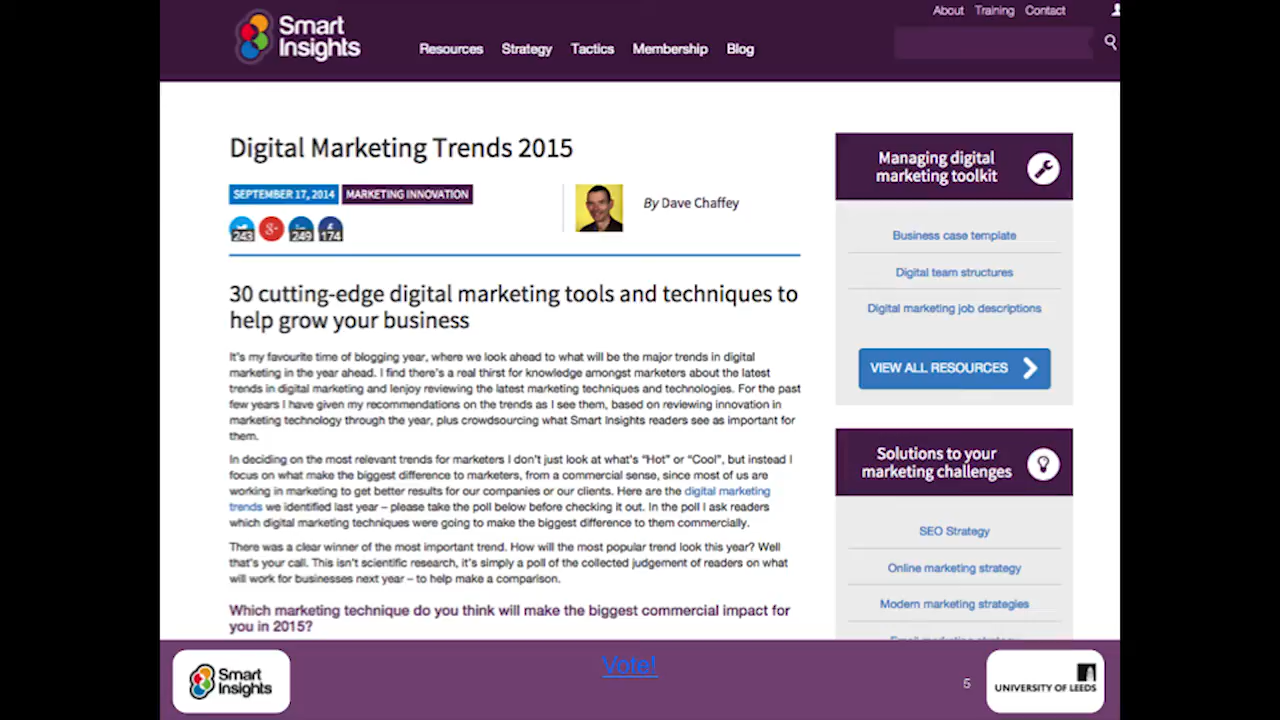 About Training Contact
Smart
Insights
Resources Strategy Tactics Membership Blog
Digital Marketing Trends 2015
SEPTEMBER 17, 2014 MARKETING INNOVATION
By Dave Chaffey
243 249 174
30 cutting-edge digital marketing tools and techniques to
help grow your business
It's my favourite time of blogging year, where we look ahead to what will be the major trends in digital
marketing in the year ahead. I find there's a real thirst for knowledge amongst marketers about the latest
trends in digital marketing and Ienjoy reviewing the latest marketing techniques and technologies. For the past
few years I have given my recommendations on the trends as I see them, based on reviewing innovation in
marketing technology through the year, plus crowdsourcing what Smart Insights readers see as important for
them.
In deciding on the most relevant trends for marketers I don't just look at what's "Hot" or "Cool", but instead I
focus on what make the biggest difference to marketers, from a commercial sense, since most of us are
working in marketing to get better results for our companies or our clients. Here are the digital marketing
trends we identified last year – please take the poll below before checking it out. In the poll I ask readers
which digital marketing techniques were going to make the biggest difference to them commercially.
There was a clear winner of the most important trend. How will the most popular trend look this year? Well
that's your call. This isn't scientific research, it's simply a poll of the collected judgement of readers on what
will work for businesses next year – to help make a comparison.
Which marketing technique do you think will make the biggest commercial impact for
you in 2015?
Managing digital
marketing toolkit
Business case template
Digital team structures
Digital marketing job descriptions
VIEW ALL RESOURCES
Solutions to your
marketing challenges
SEO Strategy
Online marketing strategy
Modern marketing strategies
Smart
Insights
Vote!
5
UNIVERSITY OF LEEDS